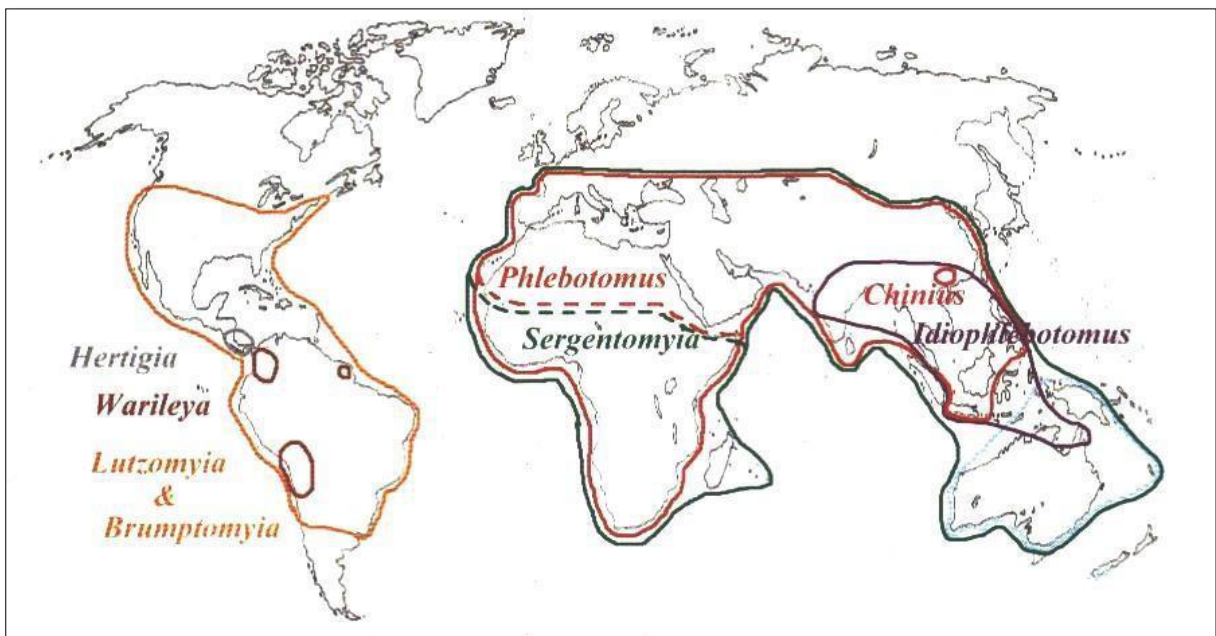 Phlebotomus
Sergentomyia
Chinius
Idiophlebotomus
Hertigia
Warileya
Lutzomyia
&
Brumptomyia